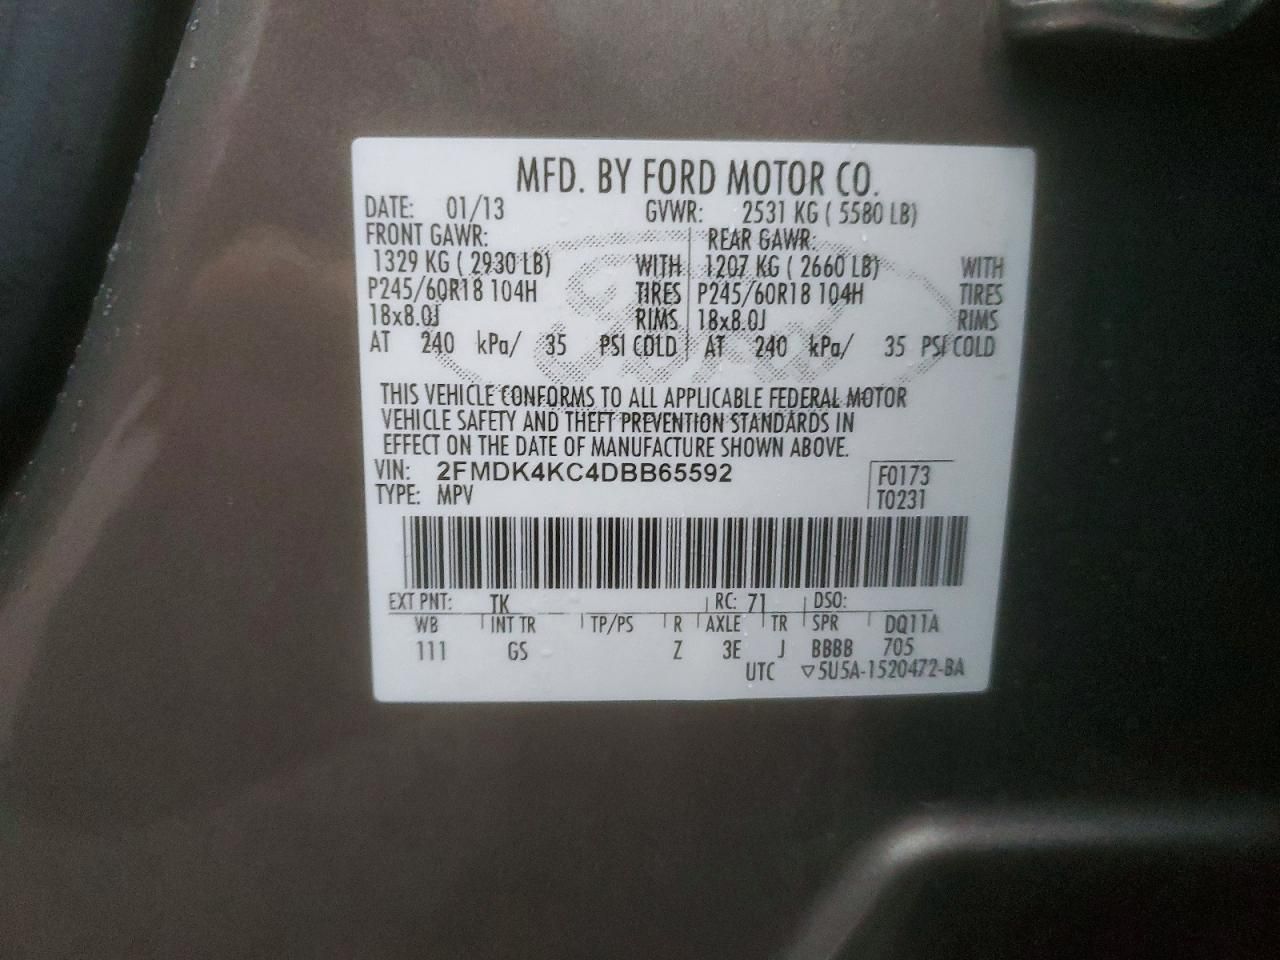 MFD. BY FORD MOTOR CO.
DATE: 01/13 GVWR: 2531 KG ( 5580 LB)
FRONT GAWR: REAR GAWR:
1329 KG ( 2930 LB) WITH 1207 KG ( 2660 LB) WITH
P245/60R18 104H TIRES P245/60R18 104H TIRES
18x8.0J RIMS 18x8.0J RIMS
AT 240 kPa/ 35 PSI COLD AT 240 kPa/ 35 PSI COLD
THIS VEHICLE CONFORMS TO ALL APPLICABLE FEDERAL MOTOR
VEHICLE SAFETY AND THEFT PREVENTION STANDARDS IN
EFFECT ON THE DATE OF MANUFACTURE SHOWN ABOVE.
VIN: 2FMDK4KC4DBB65592 F0173
TYPE: MPV T0231
EXT PNT: TK RC: 71 DSO:
WB INT TR TP/PS R AXLE TR SPR DQ11A
111 GS Z 3E J BBBB 705
UTC ▽5U5A-1520472-BA
Ford